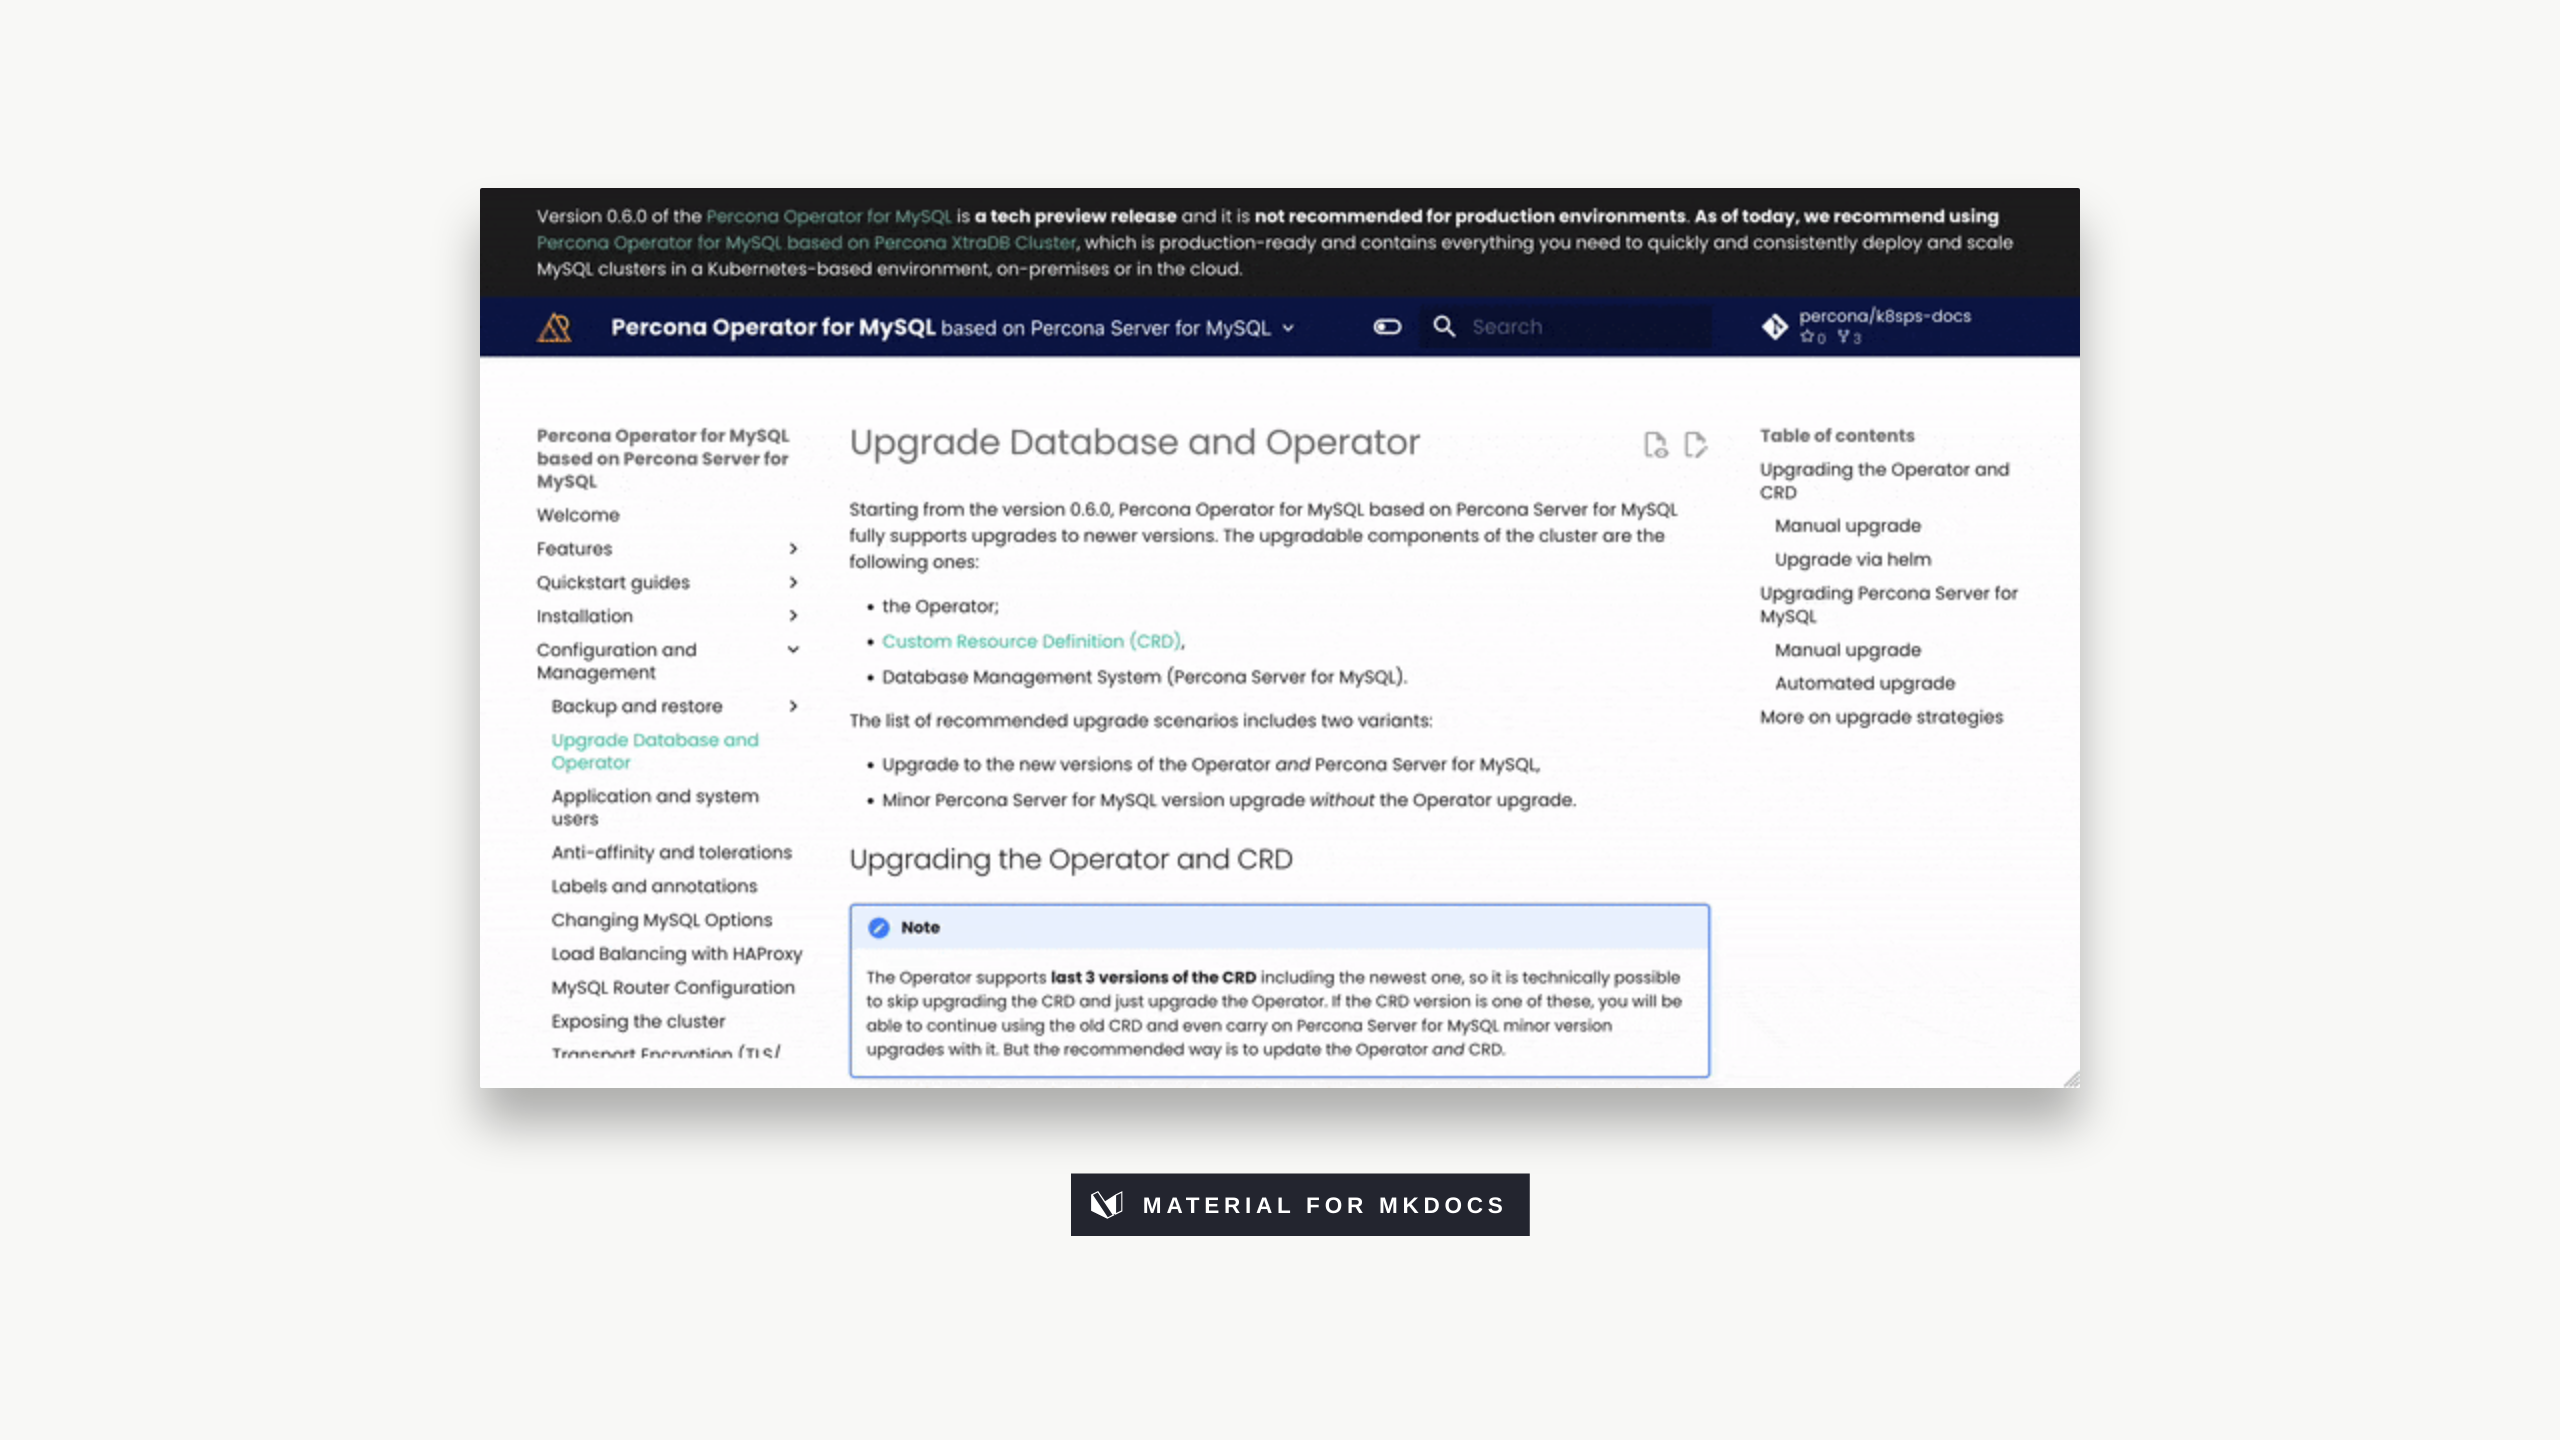 Version 0.6.0 of the Percona Operator for MySQL is a tech preview release and it is not recommended for production environments. As of today, we recommend using
Percona Operator for MySQL based on Percona XtraDB Cluster, which is production-ready and contains everything you need to quickly and consistently deploy and scale
MySQL clusters in a Kubernetes-based environment, on-premises or in the cloud.
Percona Operator for MySQL based on Percona Server for MySQL
Search
percona/k8sps-docs
0 3
Percona Operator for MySQL
based on Percona Server for
MySQL
Welcome
Features
Quickstart guides
Installation
Configuration and
Management
Backup and restore
Upgrade Database and
Operator
Application and system
users
Anti-affinity and tolerations
Labels and annotations
Changing MySQL Options
Load Balancing with HAProxy
MySQL Router Configuration
Exposing the cluster
Transport Encryption (TLS/
Upgrade Database and Operator
Starting from the version 0.6.0, Percona Operator for MySQL based on Percona Server for MySQL
fully supports upgrades to newer versions. The upgradable components of the cluster are the
following ones:
• the Operator;
• Custom Resource Definition (CRD),
• Database Management System (Percona Server for MySQL).
The list of recommended upgrade scenarios includes two variants:
• Upgrade to the new versions of the Operator and Percona Server for MySQL,
• Minor Percona Server for MySQL version upgrade without the Operator upgrade.
Upgrading the Operator and CRD
Note
The Operator supports last 3 versions of the CRD including the newest one, so it is technically possible
to skip upgrading the CRD and just upgrade the Operator. If the CRD version is one of these, you will be
able to continue using the old CRD and even carry on Percona Server for MySQL minor version
upgrades with it. But the recommended way is to update the Operator and CRD.
Table of contents
Upgrading the Operator and
CRD
Manual upgrade
Upgrade via helm
Upgrading Percona Server for
MySQL
Manual upgrade
Automated upgrade
More on upgrade strategies
MATERIAL FOR MKDOCS